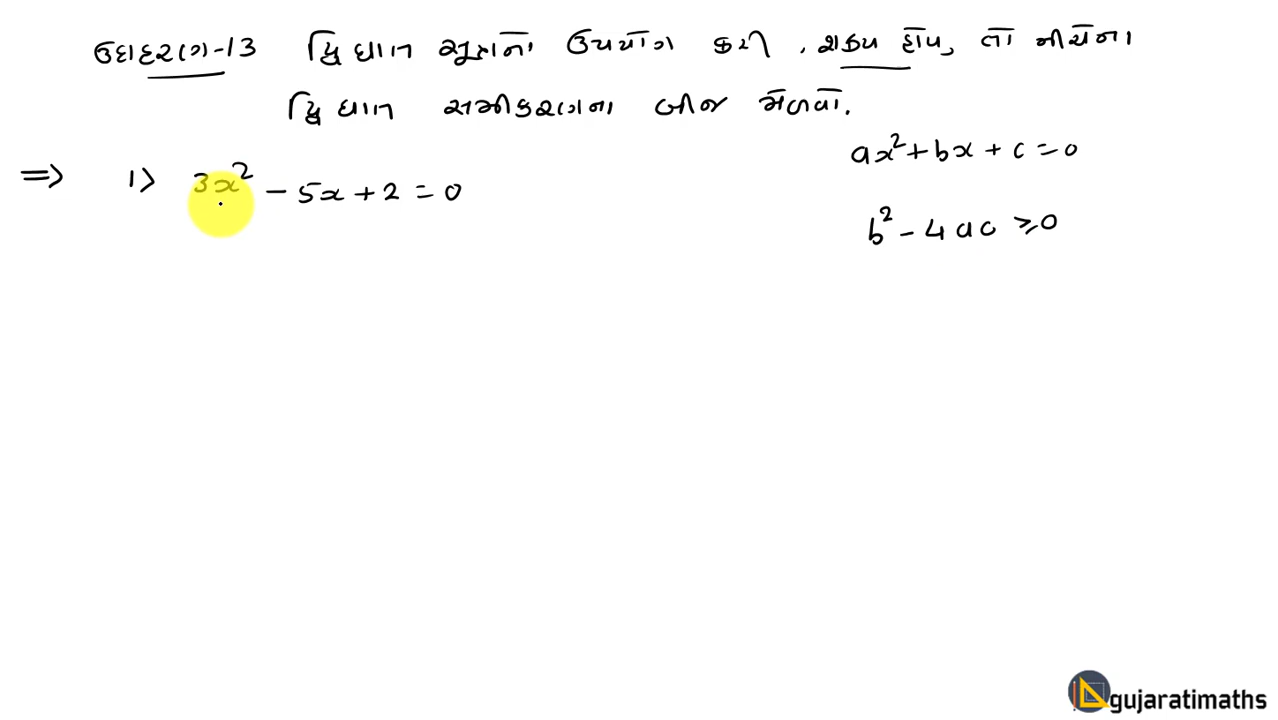 ઉદાહરણ-13 દ્વિઘાત સૂત્રનો ઉપયોગ કરી, શક્ય હોય, તો નીચેના
દ્વિઘાત સમીકરણના બીજ મેળવો.
ax² + bx + c = 0
⇒ 1) 3x² - 5x + 2 = 0
b² - 4ac ≥ 0
gujaratimaths